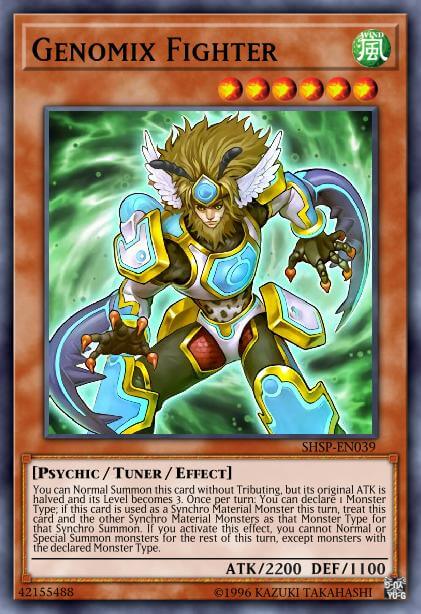 GENOMIX FIGHTER
WIND
風
SHSP-EN039
[PSYCHIC / TUNER / EFFECT]
You can Normal Summon this card without Tributing, but its original ATK is
halved and its Level becomes 3. Once per turn: You can declare 1 Monster
Type; if this card is used as a Synchro Material Monster this turn, treat this
card and the other Synchro Material Monsters as that Monster Type for
that Synchro Summon. If you activate this effect, you cannot Normal or
Special Summon monsters for the rest of this turn, except monsters with
the declared Monster Type.
ATK/2200 DEF/1100
42155488
©1996 KAZUKI TAKAHASHI